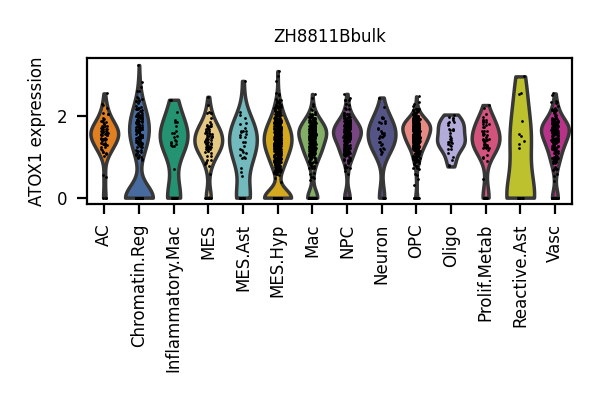 ZH8811Bbulk
ATOX1 expression
2
0
AC
Chromatin.Reg
Inflammatory.Mac
MES
MES.Ast
MES.Hyp
Mac
NPC
Neuron
OPC
Oligo
Prolif.Metab
Reactive.Ast
Vasc